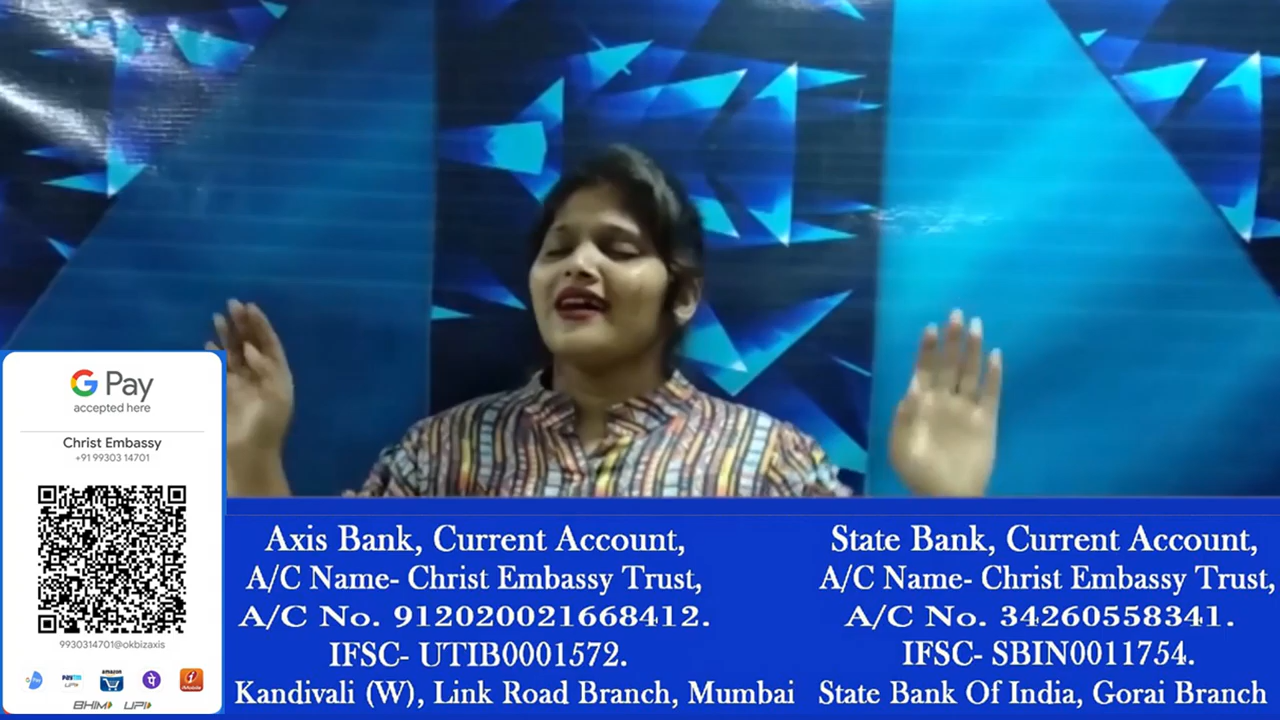 G Pay
accepted here
Christ Embassy
+91 99303 14701
9930314701@okbizaxis
BHIM UPI
Axis Bank, Current Account,
A/C Name- Christ Embassy Trust,
A/C No. 912020021668412.
IFSC- UTIB0001572.
Kandivali (W), Link Road Branch, Mumbai
State Bank, Current Account,
A/C Name- Christ Embassy Trust,
A/C No. 34260558341.
IFSC- SBIN0011754.
State Bank Of India, Gorai Branch